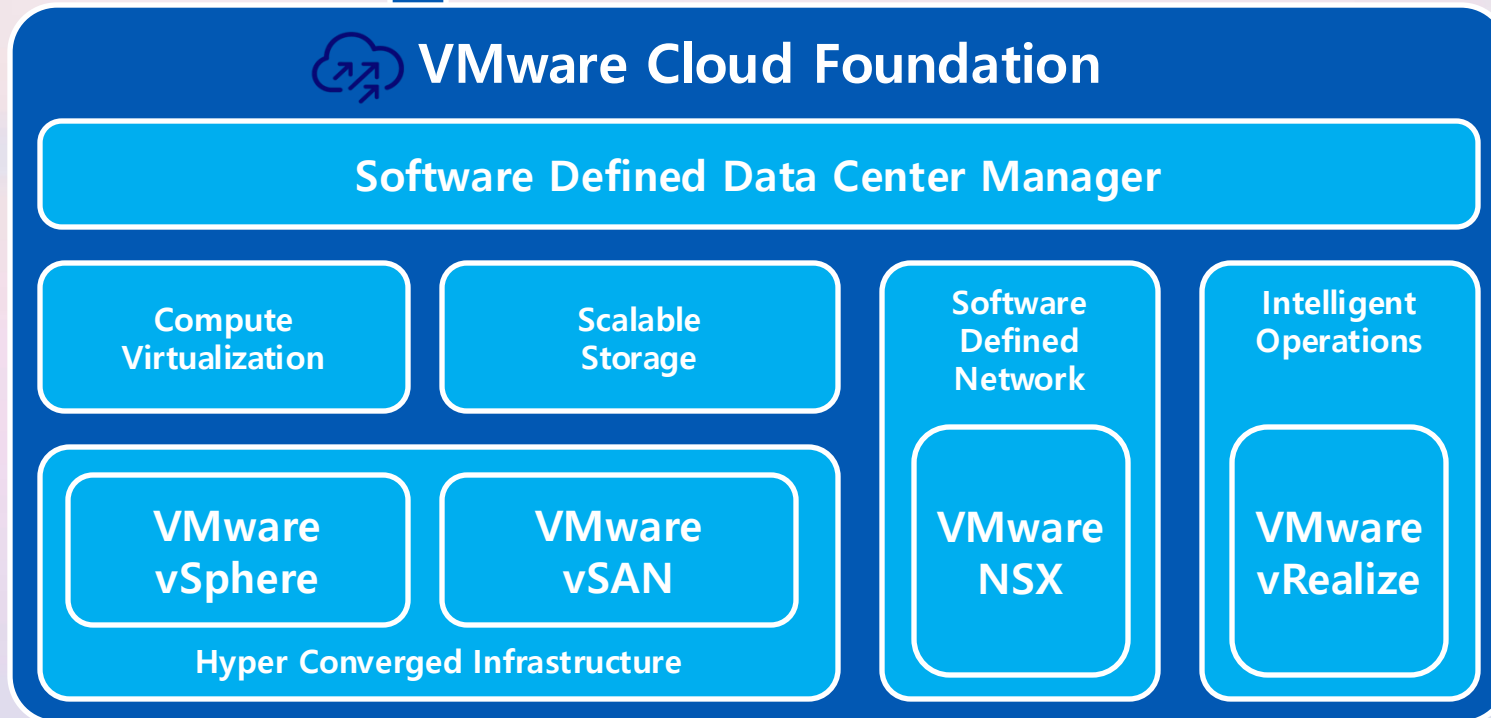 VMware Cloud Foundation
Software Defined Data Center Manager
Compute
Virtualization
Scalable
Storage
Software
Defined
Network
Intelligent
Operations
VMware
vSphere
VMware
vSAN
Hyper Converged Infrastructure
VMware
NSX
VMware
vRealize